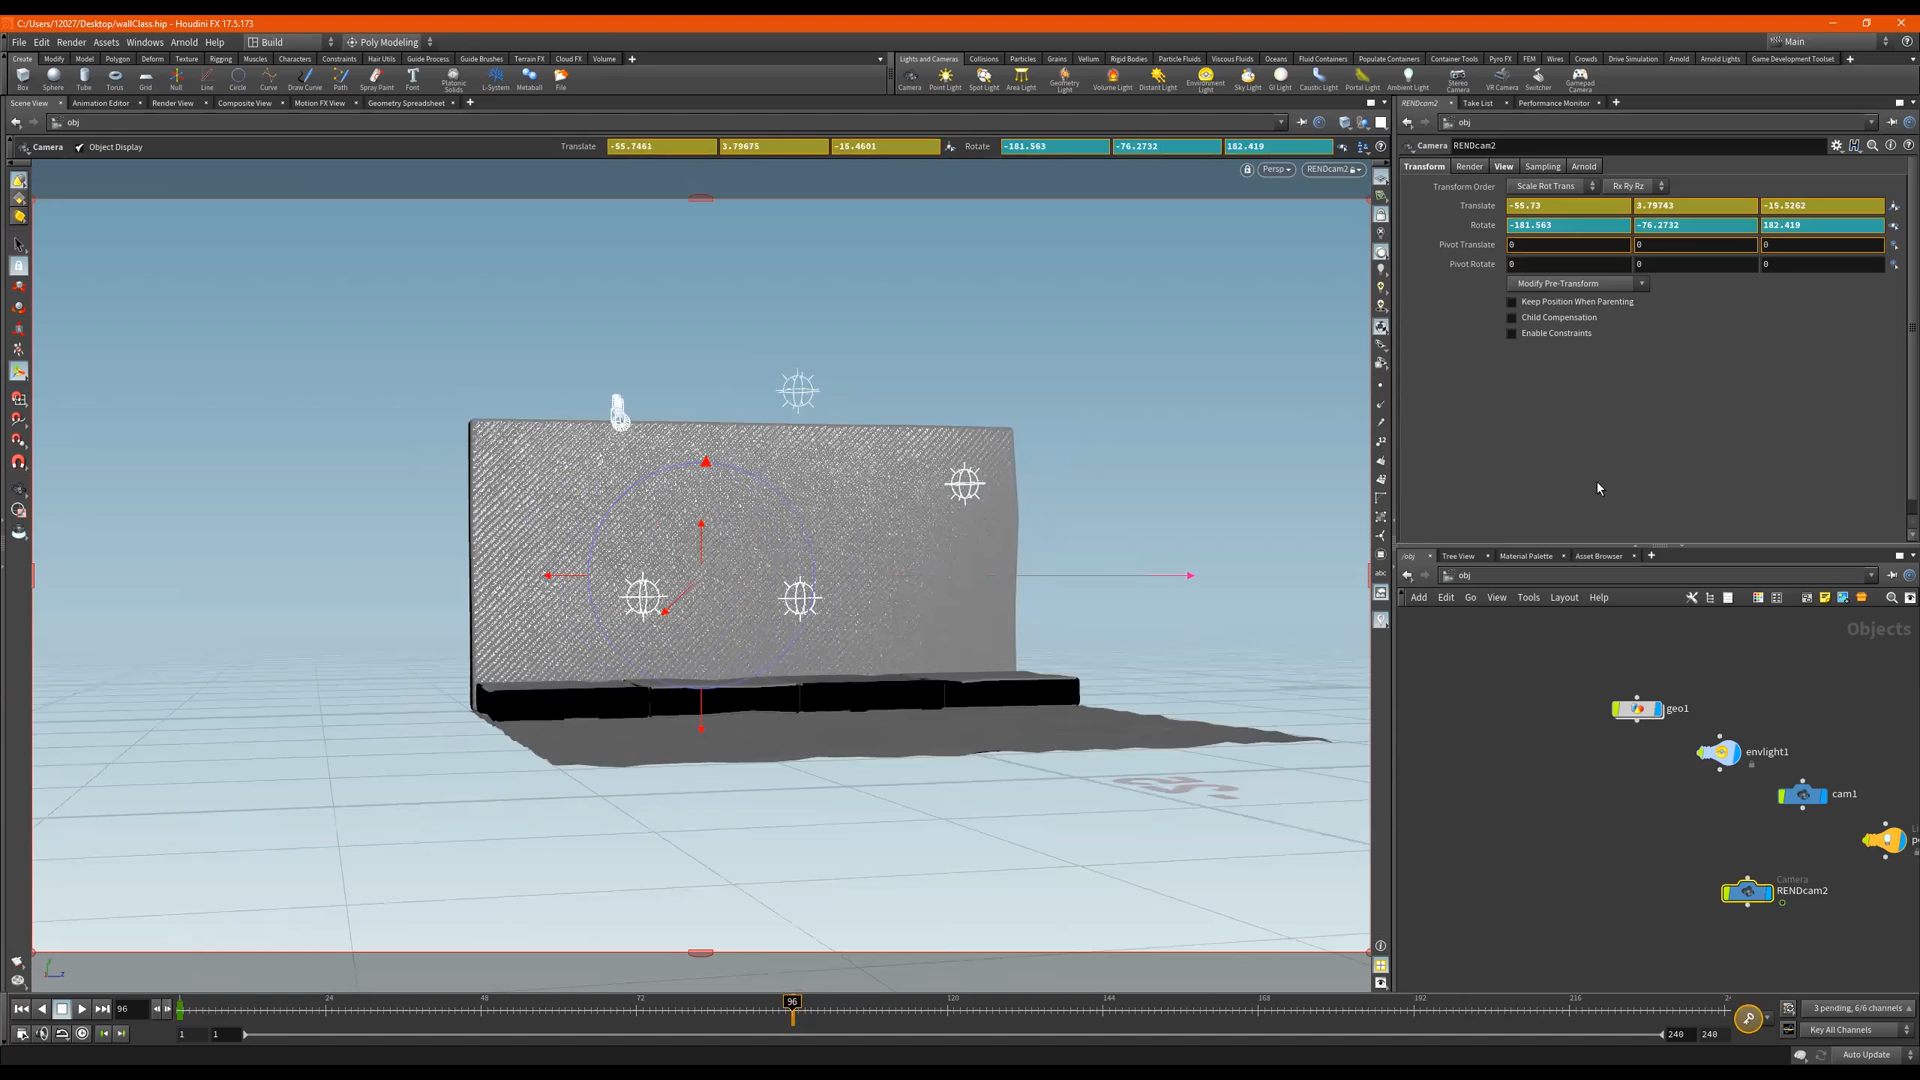 C:/Users/12027/Desktop/wallClass.hip - Houdini FX 17.5.173
File Edit Render Assets Windows Arnold Help Build Poly Modeling Main
Create Modify Model Polygon Deform Texture Rigging Muscles Characters Constraints Hair Utils Guide Process Guide Brushes Terrain FX Cloud FX Volume
Lights and Cameras Collisions Particles Grains Vellum Rigid Bodies Particle Fluids Viscous Fluids Oceans Fluid Containers Populate Containers Container Tools Pyro FX FEM Wires Crowds Drive Simulation Arnold Arnold Lights Game Development Toolset
Box Sphere Tube Torus Grid Null Line Circle Curve Draw Curve Path Spray Paint Font Platonic Solids L-System Metaball File
Camera Point Light Spot Light Area Light Geometry Light Volume Light Distant Light Environment Light Sky Light GI Light Caustic Light Portal Light Ambient Light Stereo Camera VR Camera Switcher Gamepad Camera
Scene View Animation Editor Render View Composite View Motion FX View Geometry Spreadsheet
RENDcam2 Take List Performance Monitor
obj
obj
Camera Object Display Translate -55.7461 3.79675 -15.4601 Rotate -181.563 -76.2732 182.419
Camera RENDcam2
Persp RENDcam2
Transform Render View Sampling Arnold
Transform Order Scale Rot Trans Rx Ry Rz
Translate -55.73 3.79743 -15.5262
Rotate -181.563 -76.2732 182.419
Pivot Translate 0 0 0
Pivot Rotate 0 0 0
Modify Pre-Transform
Keep Position When Parenting
Child Compensation
Enable Constraints
/obj Tree View Material Palette Asset Browser
obj
Add Edit Go View Tools Layout Help
Objects
geo1
envlight1
cam1
Camera
RENDcam2
96 24 48 72 96 120 144 168 192 216
3 pending, 6/6 channels
1 1 240 240
Key All Channels
Auto Update